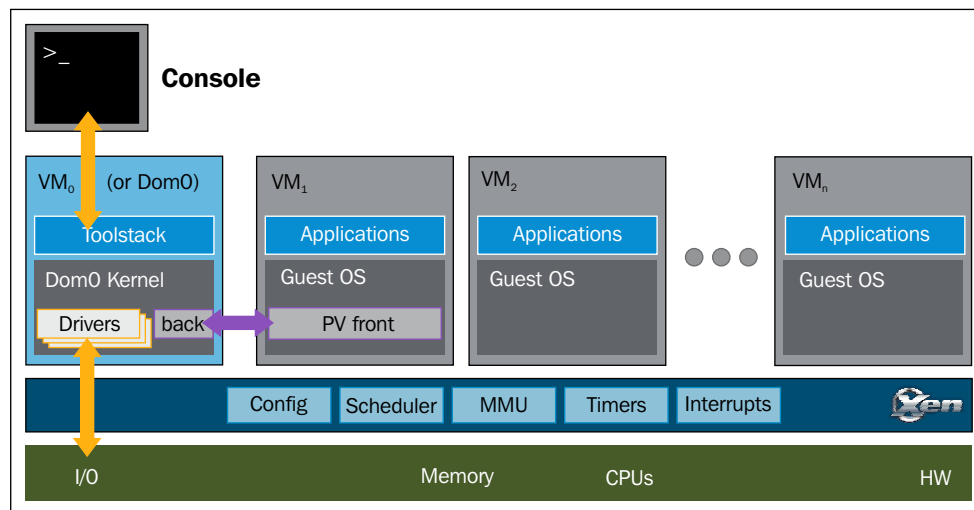 >_
Console
VM₀ (or Dom0)
Toolstack
Dom0 Kernel
Drivers
back
VM₁
Applications
Guest OS
PV front
VM₂
Applications
Guest OS
VMₙ
Applications
Guest OS
Config
Scheduler
MMU
Timers
Interrupts
Xen
I/O
Memory
CPUs
HW